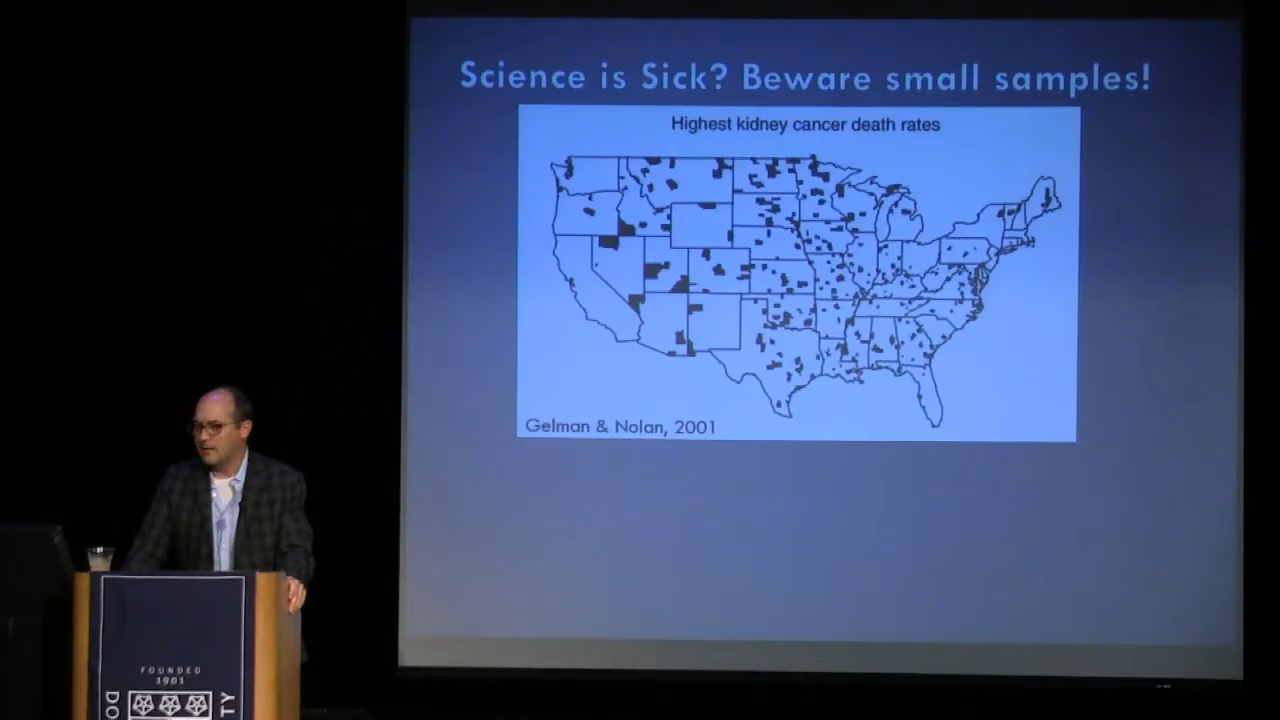 Science is Sick? Beware small samples!
Highest kidney cancer death rates
Gelman & Nolan, 2001
FOUNDED
1901